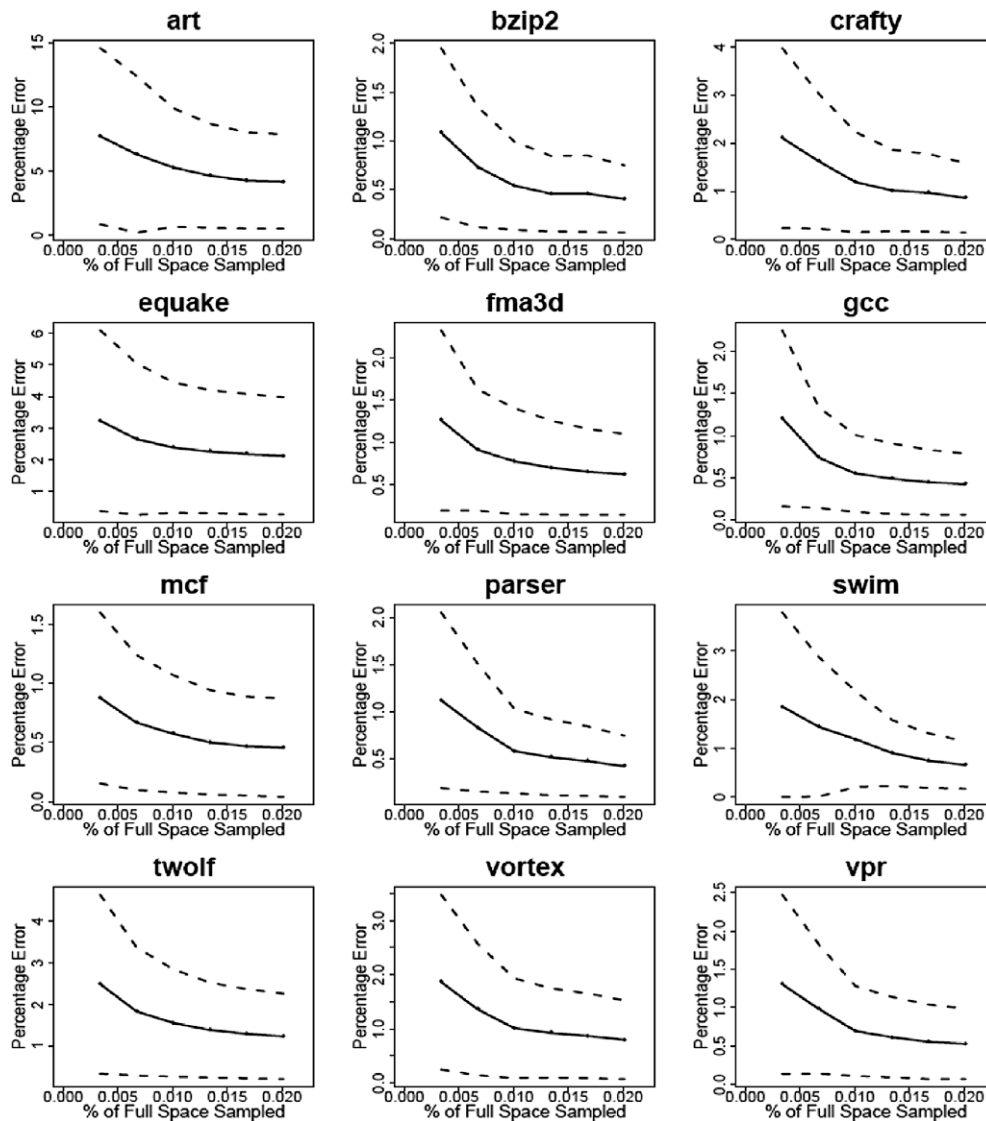 art
bzip2
crafty
Percentage Error
0 5 10 15
0.000 0.005 0.010 0.015 0.020
% of Full Space Sampled
Percentage Error
0.0 0.5 1.0 1.5 2.0
0.000 0.005 0.010 0.015 0.020
% of Full Space Sampled
Percentage Error
0 1 2 3 4
0.000 0.005 0.010 0.015 0.020
% of Full Space Sampled
equake
fma3d
gcc
Percentage Error
1 2 3 4 5 6
0.000 0.005 0.010 0.015 0.020
% of Full Space Sampled
Percentage Error
0.5 1.0 1.5 2.0
0.000 0.005 0.010 0.015 0.020
% of Full Space Sampled
Percentage Error
0.0 0.5 1.0 1.5 2.0
0.000 0.005 0.010 0.015 0.020
% of Full Space Sampled
mcf
parser
swim
Percentage Error
0.0 0.5 1.0 1.5
0.000 0.005 0.010 0.015 0.020
% of Full Space Sampled
Percentage Error
0.5 1.0 1.5 2.0
0.000 0.005 0.010 0.015 0.020
% of Full Space Sampled
Percentage Error
0 1 2 3
0.000 0.005 0.010 0.015 0.020
% of Full Space Sampled
twolf
vortex
vpr
Percentage Error
1 2 3 4
0.000 0.005 0.010 0.015 0.020
% of Full Space Sampled
Percentage Error
0.0 1.0 2.0 3.0
0.000 0.005 0.010 0.015 0.020
% of Full Space Sampled
Percentage Error
0.0 0.5 1.0 1.5 2.0 2.5
0.000 0.005 0.010 0.015 0.020
% of Full Space Sampled